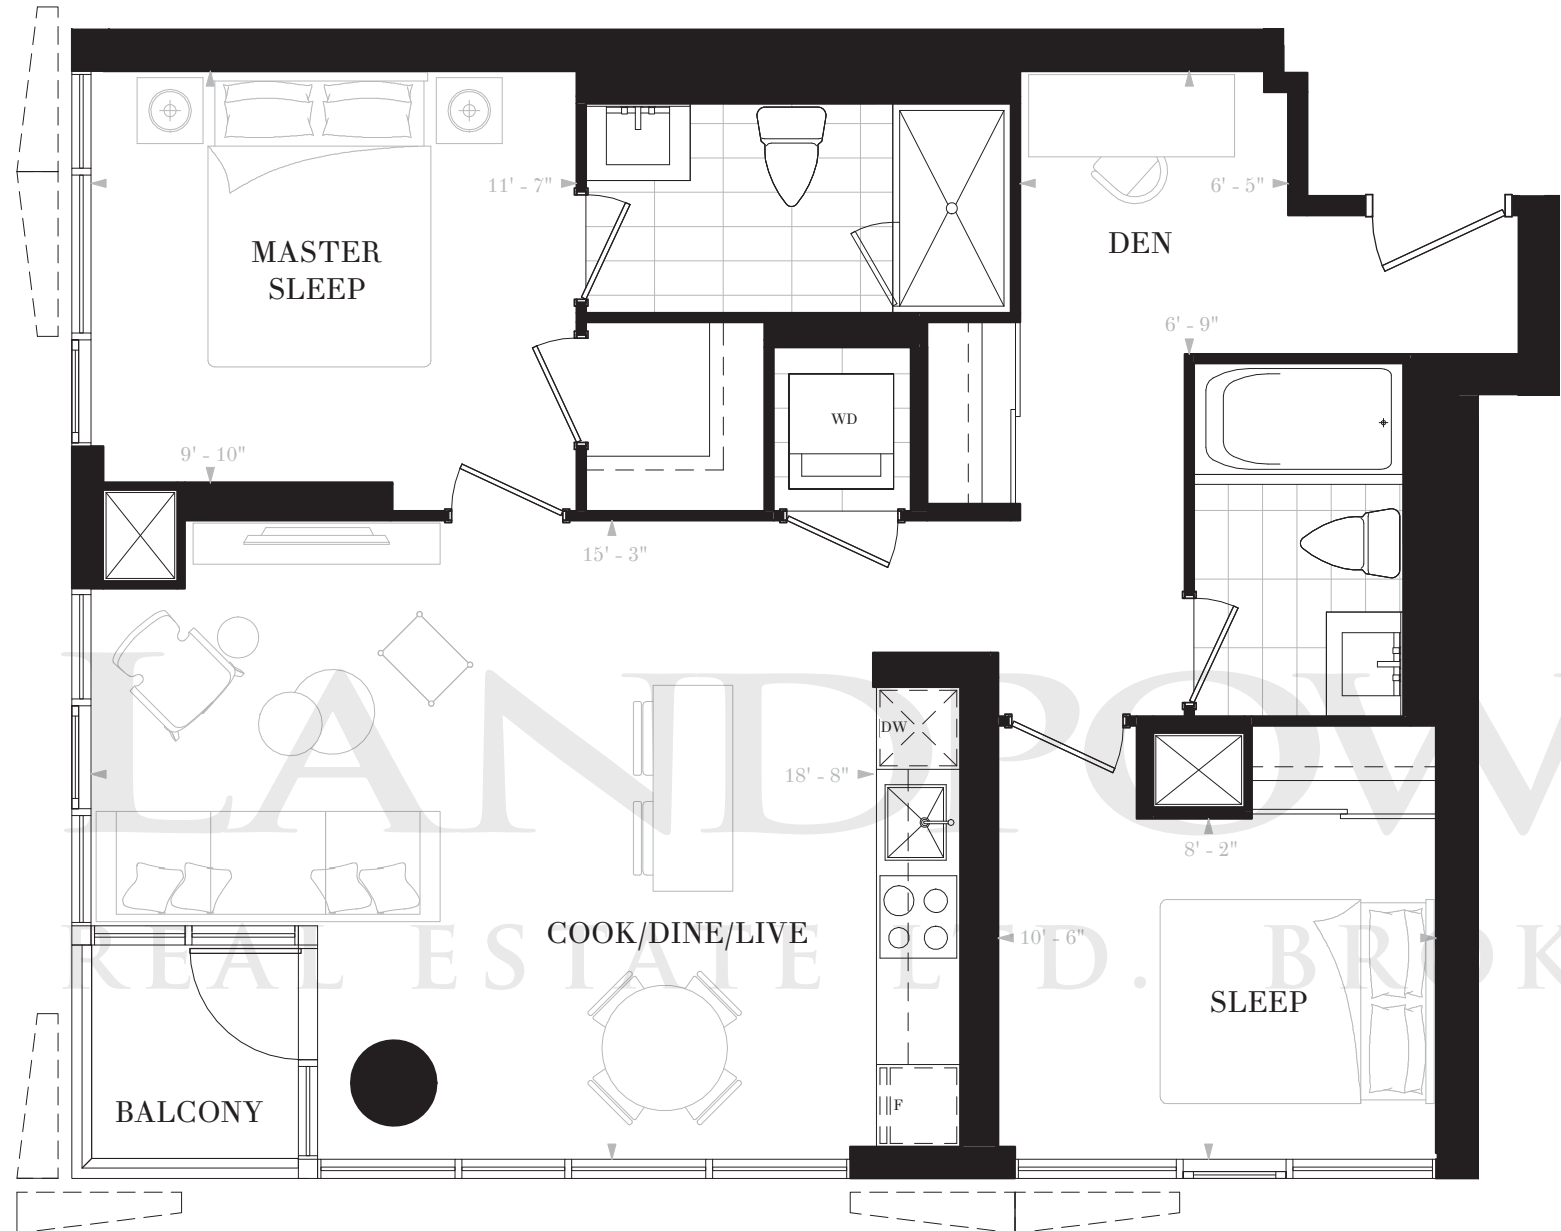 11' - 7"
6' - 5"
MASTER
SLEEP
DEN
6' - 9"
WD
9' - 10"
15' - 3"
LANDPOW
DW
18' - 8"
8' - 2"
COOK/DINE/LIVE
10' - 6"
REAL ESTATE LTD. BROK
SLEEP
F
BALCONY